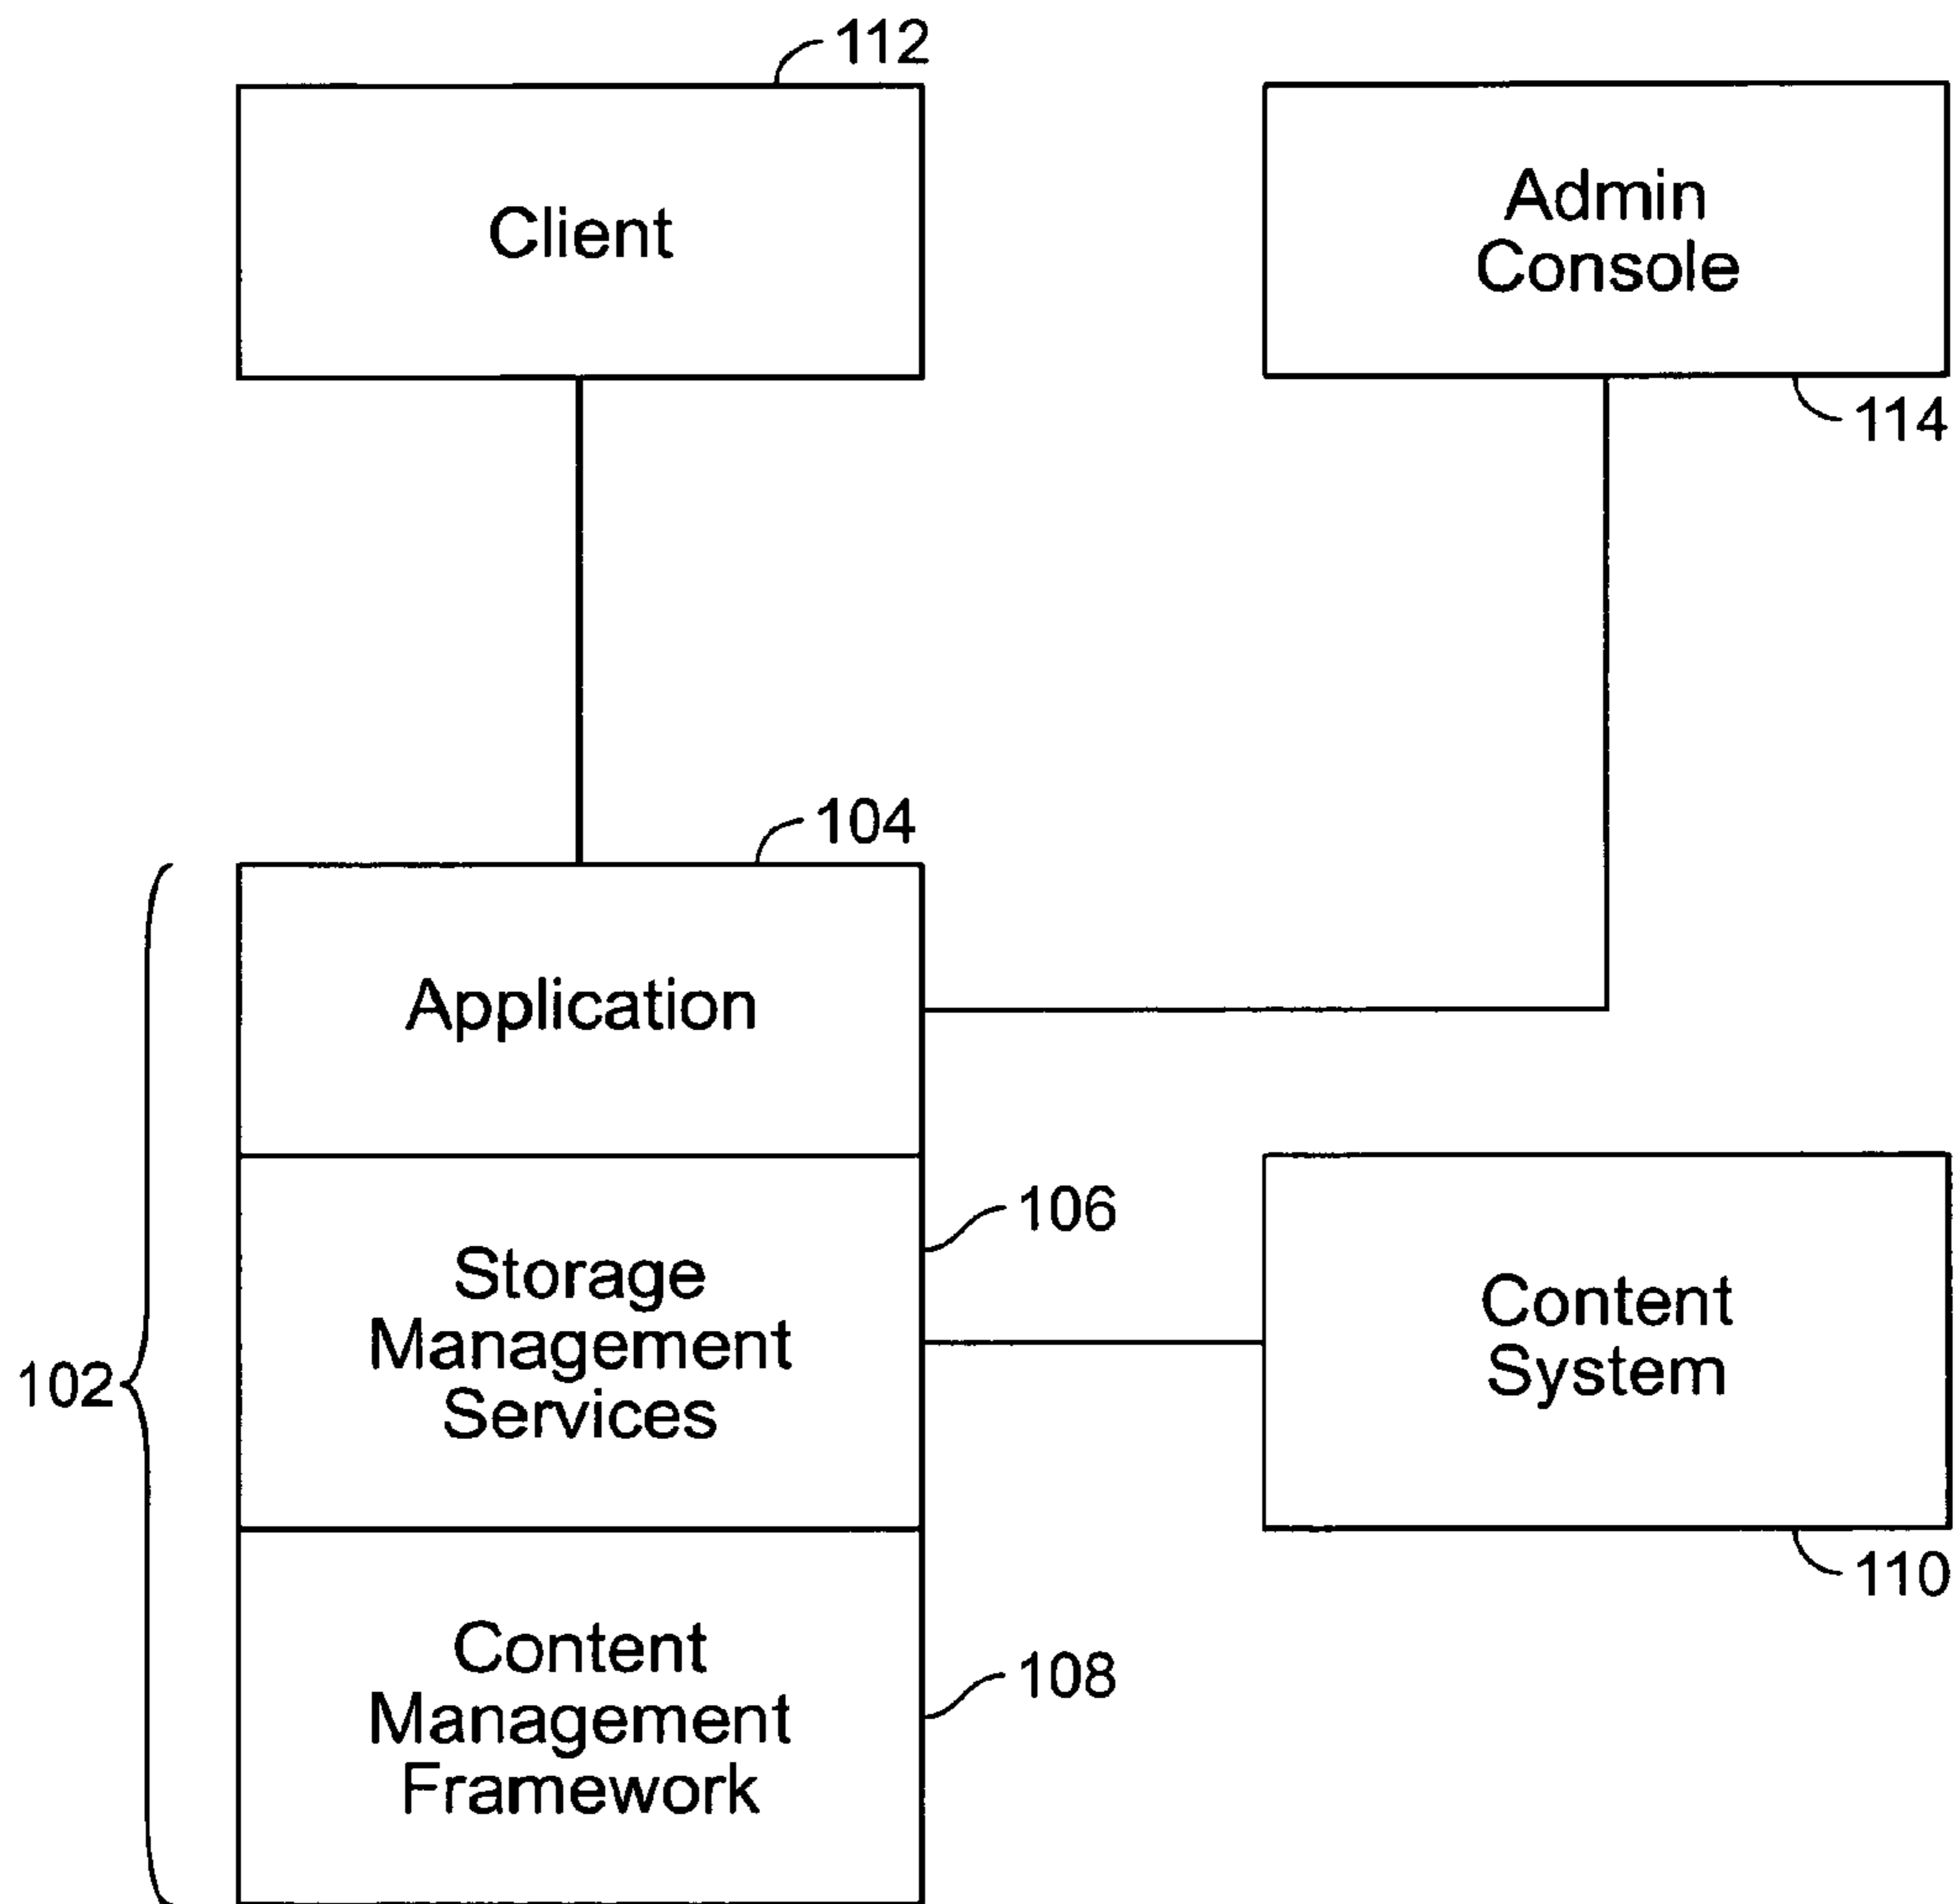 112
Client
Admin
Console
114
104
Application
106
Storage
Management
Services
Content
System
102
110
Content
Management
Framework
108